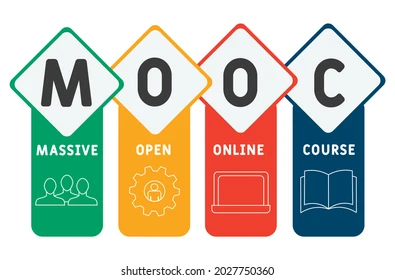 M O O C
MASSIVE OPEN ONLINE COURSE
shutterstock.com · 2027750360